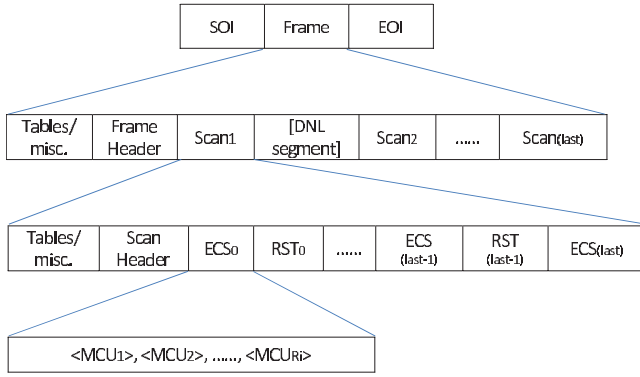 SOI Frame EOI
Tables/ misc. Frame Header Scan1 [DNL segment] Scan2 ...... Scan(last)
Tables/ misc. Scan Header ECS0 RST0 ...... ECS (last-1) RST (last-1) ECS(last)
<MCU1>, <MCU2>, ......, <MCURi>